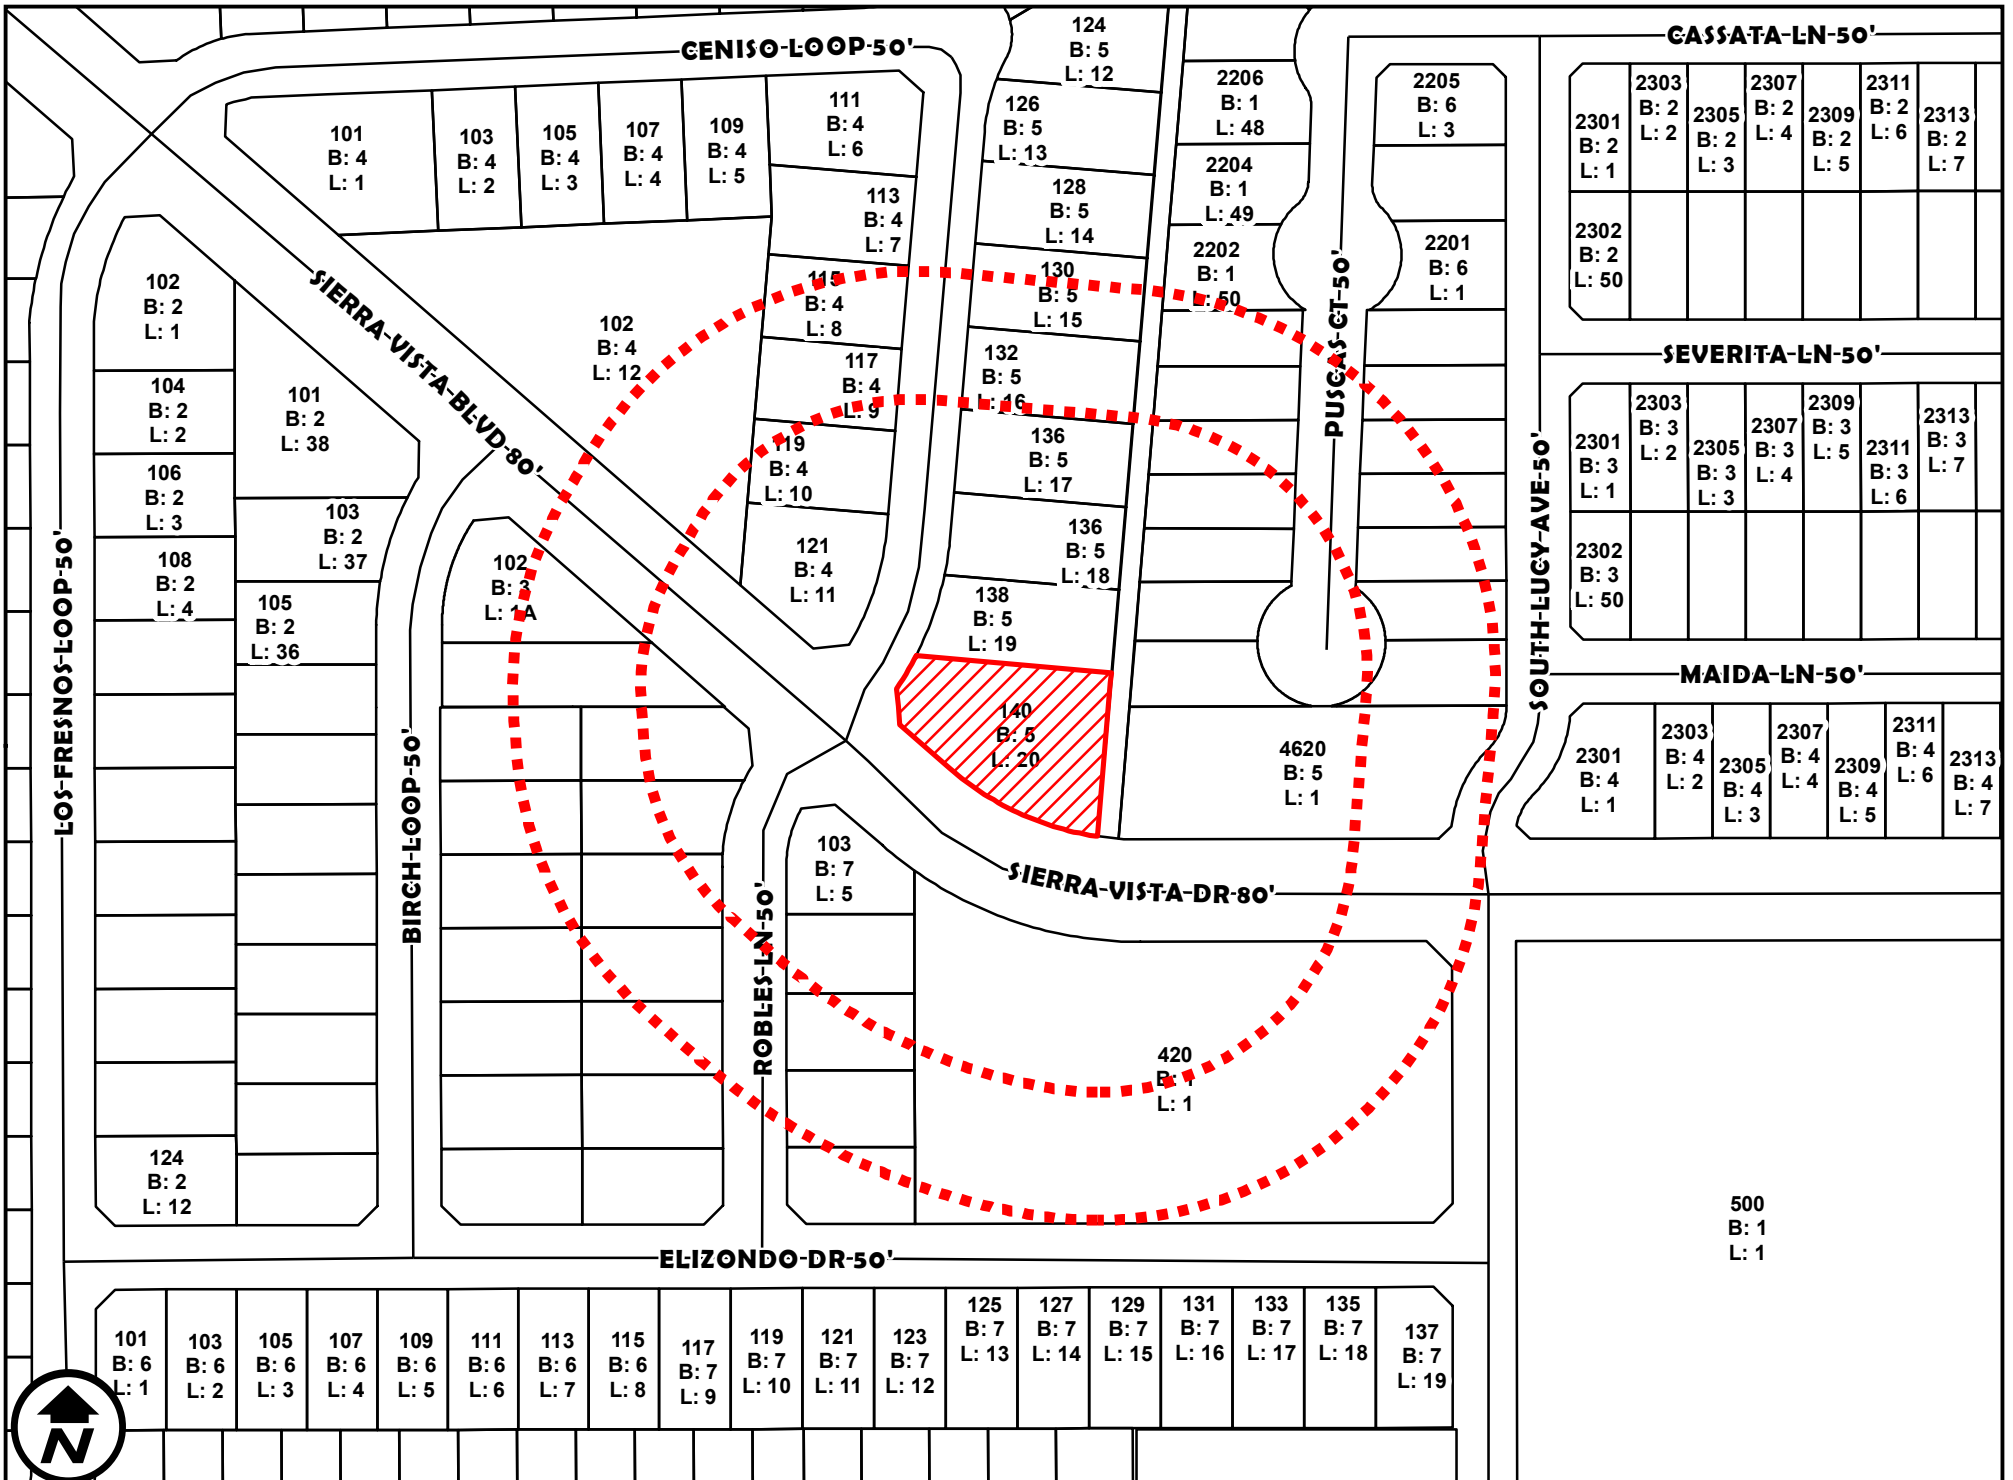 CENISO-LOOP-50'
124
B: 5
L: 12
CASSATA-LN-50'
101
B: 4
L: 1
103
B: 4
L: 2
105
B: 4
L: 3
107
B: 4
L: 4
109
B: 4
L: 5
111
B: 4
L: 6
126
B: 5
L: 13
2206
B: 1
L: 48
2205
B: 6
L: 3
2301
B: 2
L: 1
2303
B: 2
L: 2
2305
B: 2
L: 3
2307
B: 2
L: 4
2309
B: 2
L: 5
2311
B: 2
L: 6
2313
B: 2
L: 7
113
B: 4
L: 7
128
B: 5
L: 14
2204
B: 1
L: 49
2202
B: 1
L: 50
2201
B: 6
L: 1
2302
B: 2
L: 50
102
B: 2
L: 1
SIERRA-VISTA-BLVD-80'
102
B: 4
L: 12
115
B: 4
L: 8
130
B: 5
L: 15
PUSCAS-CT-50'
SEVERITA-LN-50'
104
B: 2
L: 2
101
B: 2
L: 38
117
B: 4
L: 9
132
B: 5
L: 16
2301
B: 3
L: 1
2303
B: 3
L: 2
2305
B: 3
L: 3
2307
B: 3
L: 4
2309
B: 3
L: 5
2311
B: 3
L: 6
2313
B: 3
L: 7
106
B: 2
L: 3
103
B: 2
L: 37
119
B: 4
L: 10
136
B: 5
L: 17
SOUTH-LUCY-AVE-50'
108
B: 2
L: 4
102
B: 3
L: 1A
121
B: 4
L: 11
136
B: 5
L: 18
2302
B: 3
L: 50
LOS-FRESNOS-LOOP-50'
105
B: 2
L: 36
138
B: 5
L: 19
MAIDA-LN-50'
140
B: 5
L: 20
4620
B: 5
L: 1
2301
B: 4
L: 1
2303
B: 4
L: 2
2305
B: 4
L: 3
2307
B: 4
L: 4
2309
B: 4
L: 5
2311
B: 4
L: 6
2313
B: 4
L: 7
BIRCH-LOOP-50'
103
B: 7
L: 5
SIERRA-VISTA-DR-80'
ROBLES-LN-50'
420
B: 1
L: 1
124
B: 2
L: 12
500
B: 1
L: 1
ELIZONDO-DR-50'
101
B: 6
L: 1
103
B: 6
L: 2
105
B: 6
L: 3
107
B: 6
L: 4
109
B: 6
L: 5
111
B: 6
L: 6
113
B: 6
L: 7
115
B: 6
L: 8
117
B: 7
L: 9
119
B: 7
L: 10
121
B: 7
L: 11
123
B: 7
L: 12
125
B: 7
L: 13
127
B: 7
L: 14
129
B: 7
L: 15
131
B: 7
L: 16
133
B: 7
L: 17
135
B: 7
L: 18
137
B: 7
L: 19
N